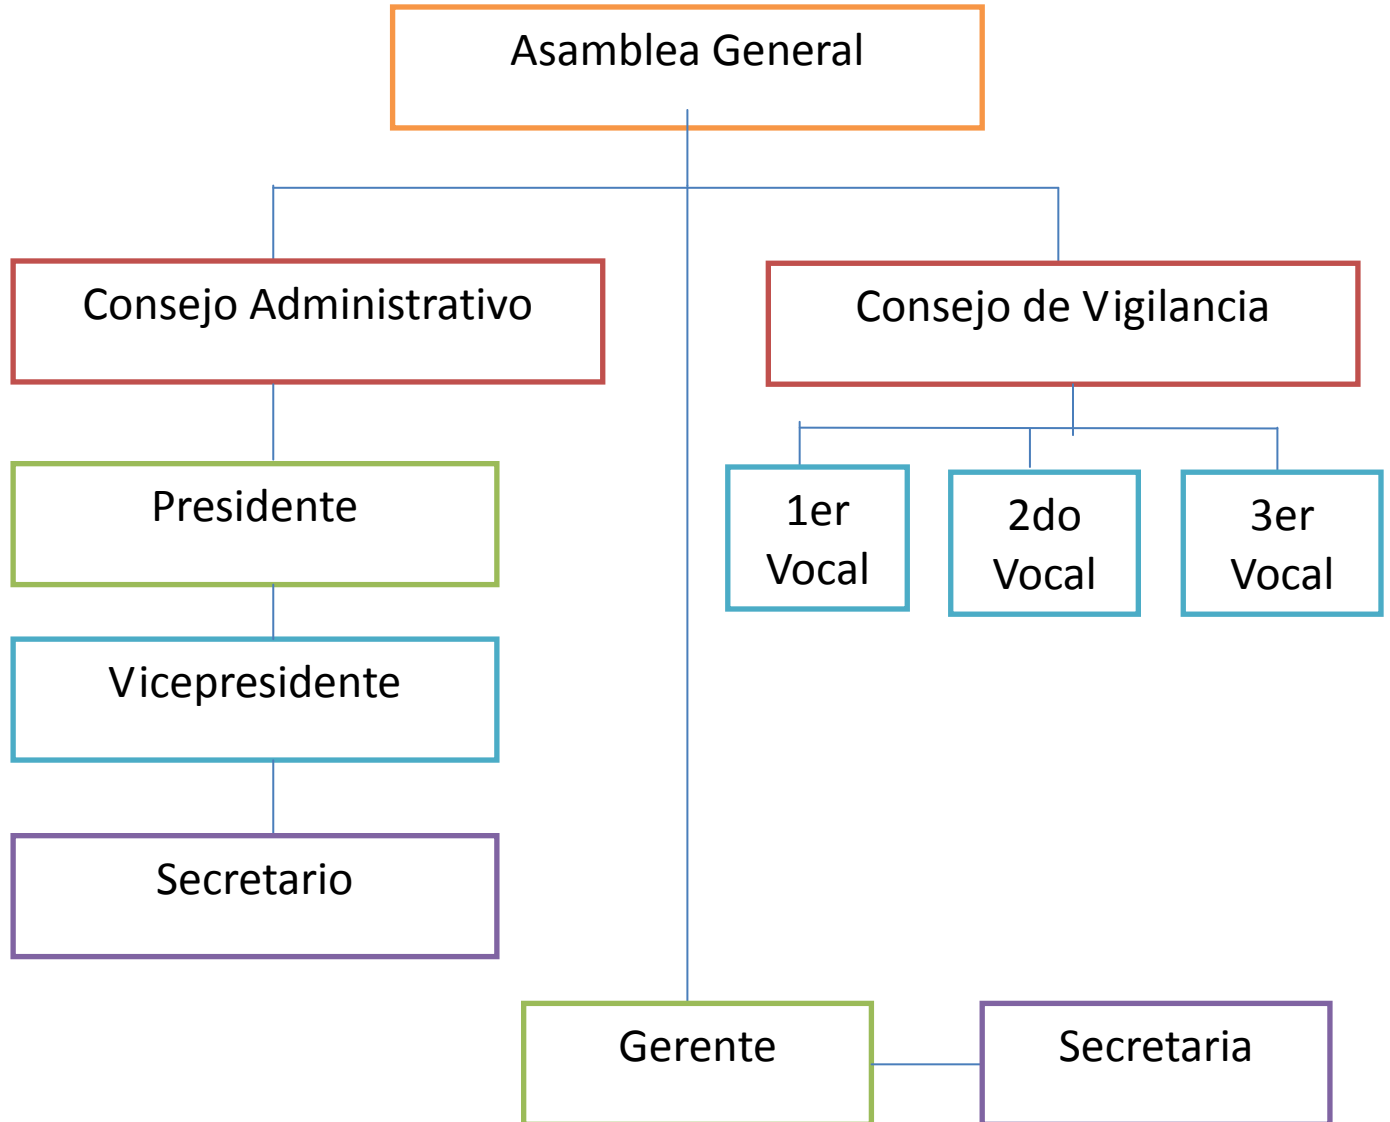 Asamblea General
Consejo Administrativo
Consejo de Vigilancia
Presidente
1er
Vocal
2do
Vocal
3er
Vocal
Vicepresidente
Secretario
Gerente
Secretaria